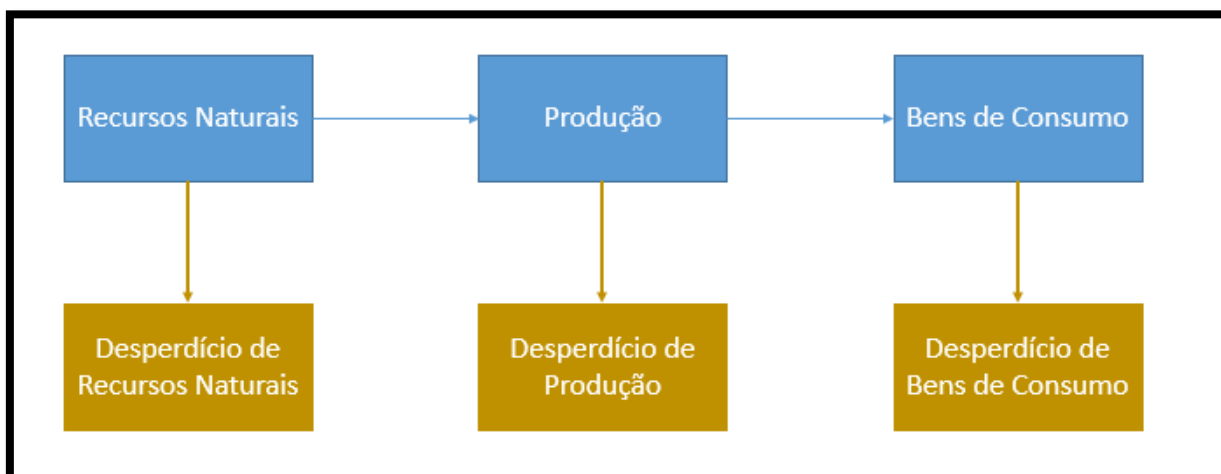 Recursos Naturais
Produção
Bens de Consumo
Desperdício de
Recursos Naturais
Desperdício de
Produção
Desperdício de
Bens de Consumo